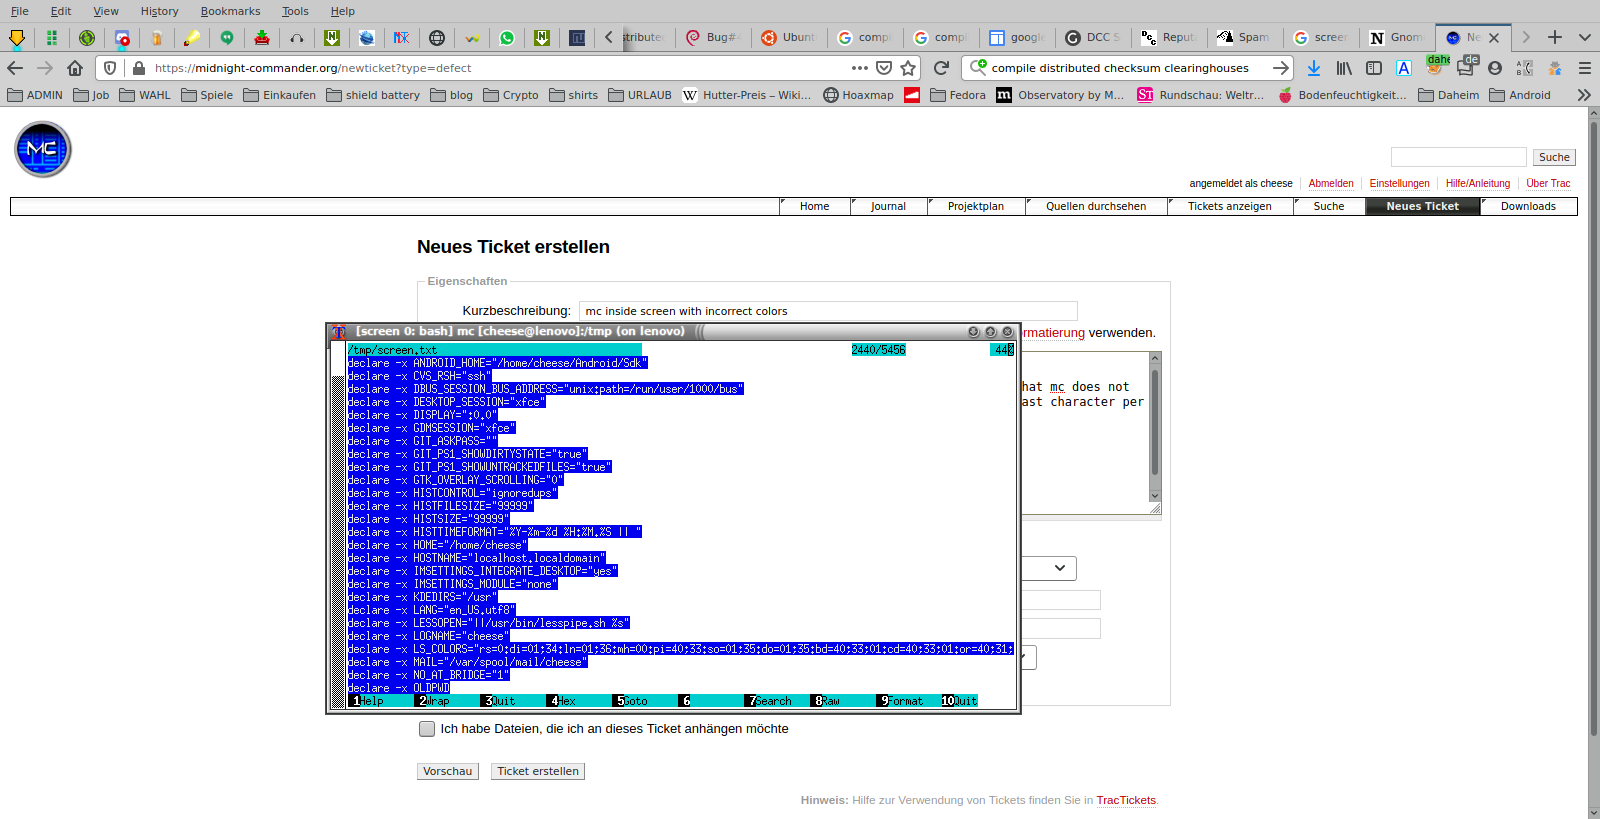 File Edit View History Bookmarks Tools Help
stribute Bug#4 Ubunt compi compi google DCC S Reput Spam screen Gnom Ne
https://midnight-commander.org/newticket?type=defect
compile distributed checksum clearinghouses
dahe
de
ADMIN Job WAHL Spiele Einkaufen shield battery blog Crypto shirts URLAUB Hutter-Preis – Wiki... Hoaxmap Fedora Observatory by M... Rundschau: Weltr... Bodenfeuchtigkeit... Daheim Android
MC
Suche
angemeldet als cheese Abmelden Einstellungen Hilfe/Anleitung Über Trac
Home Journal Projektplan Quellen durchsehen Tickets anzeigen Suche Neues Ticket Downloads
Neues Ticket erstellen
Eigenschaften
Kurzbeschreibung: mc inside screen with incorrect colors
[screen 0: bash] mc [cheese@lenovo]:/tmp (on lenovo)
ormatierung verwenden.
hat mc does not
ast character per
/tmp/screen.txt 2440/5456 44%
declare -x ANDROID_HOME="/home/cheese/Android/Sdk"
declare -x CVS_RSH="ssh"
declare -x DBUS_SESSION_BUS_ADDRESS="unix:path=/run/user/1000/bus"
declare -x DESKTOP_SESSION="xfce"
declare -x DISPLAY=":0.0"
declare -x GDMSESSION="xfce"
declare -x GIT_ASKPASS=""
declare -x GIT_PS1_SHOWDIRTYSTATE="true"
declare -x GIT_PS1_SHOWUNTRACKEDFILES="true"
declare -x GTK_OVERLAY_SCROLLING="0"
declare -x HISTCONTROL="ignoredups"
declare -x HISTFILESIZE="99999"
declare -x HISTSIZE="99999"
declare -x HISTTIMEFORMAT="%Y-%m-%d %H:%M.%S || "
declare -x HOME="/home/cheese"
declare -x HOSTNAME="localhost.localdomain"
declare -x IMSETTINGS_INTEGRATE_DESKTOP="yes"
declare -x IMSETTINGS_MODULE="none"
declare -x KDEDIRS="/usr"
declare -x LANG="en_US.utf8"
declare -x LESSOPEN="||/usr/bin/lesspipe.sh %s"
declare -x LOGNAME="cheese"
declare -x LS_COLORS="rs=0:di=01;34:ln=01;36:mh=00:pi=40;33:so=01;35:do=01;35:bd=40;33;01:cd=40;33;01:or=40;31;
declare -x MAIL="/var/spool/mail/cheese"
declare -x NO_AT_BRIDGE="1"
declare -x OLDPWD
1Help 2Wrap 3Quit 4Hex 5Goto 6 7Search 8Raw 9Format 10Quit
Ich habe Dateien, die ich an dieses Ticket anhängen möchte
Vorschau Ticket erstellen
Hinweis: Hilfe zur Verwendung von Tickets finden Sie in TracTickets.